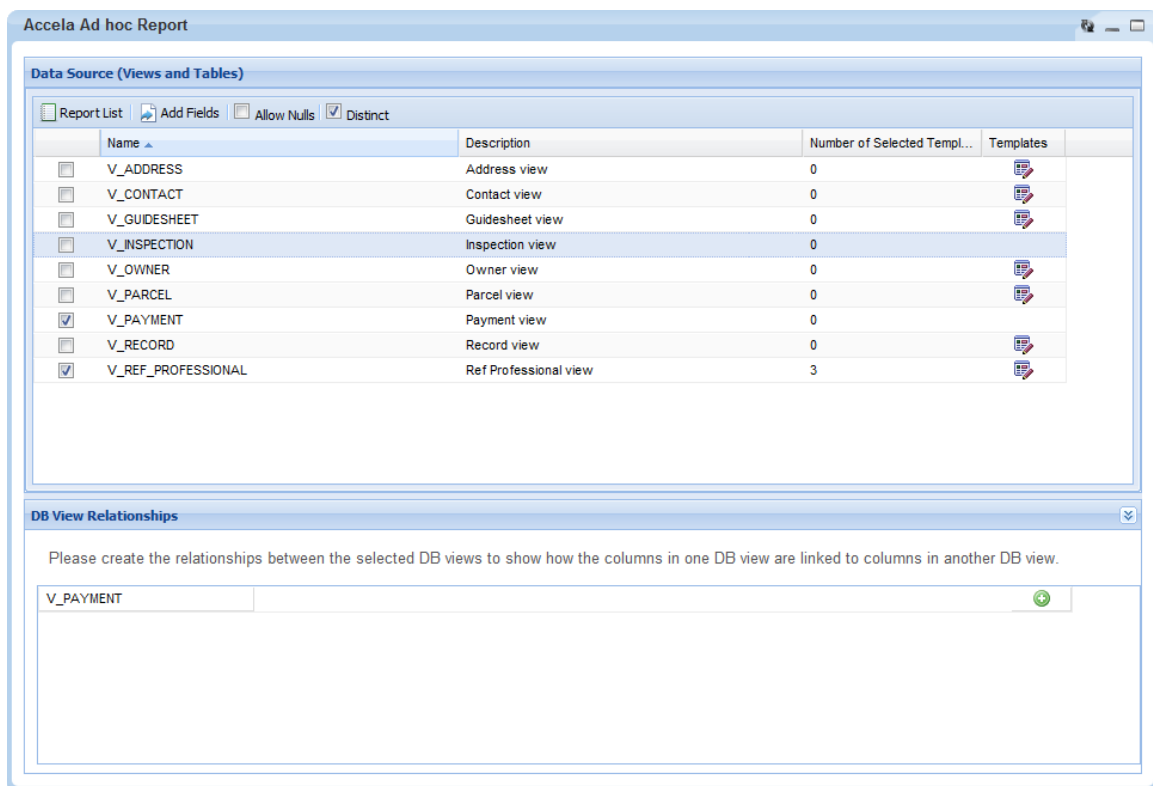 Accela Ad hoc Report
Data Source (Views and Tables)
Report List Add Fields Allow Nulls Distinct
Name Description Number of Selected Templ... Templates
V_ADDRESS Address view 0
V_CONTACT Contact view 0
V_GUIDESHEET Guidesheet view 0
V_INSPECTION Inspection view 0
V_OWNER Owner view 0
V_PARCEL Parcel view 0
V_PAYMENT Payment view 0
V_RECORD Record view 0
V_REF_PROFESSIONAL Ref Professional view 3
DB View Relationships
Please create the relationships between the selected DB views to show how the columns in one DB view are linked to columns in another DB view.
V_PAYMENT